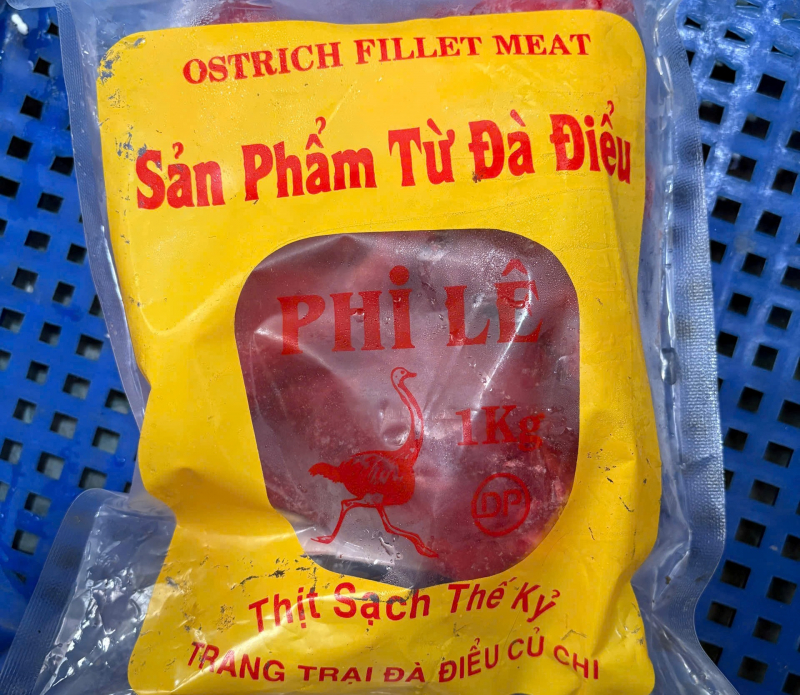 OSTRICH FILLET MEAT
Sản Phẩm Từ Đà Điểu
PHi LÊ
1Kg
DP
Thịt Sạch Thế Kỷ
TRANG TRẠI ĐÀ ĐIỂU CỦ CHI